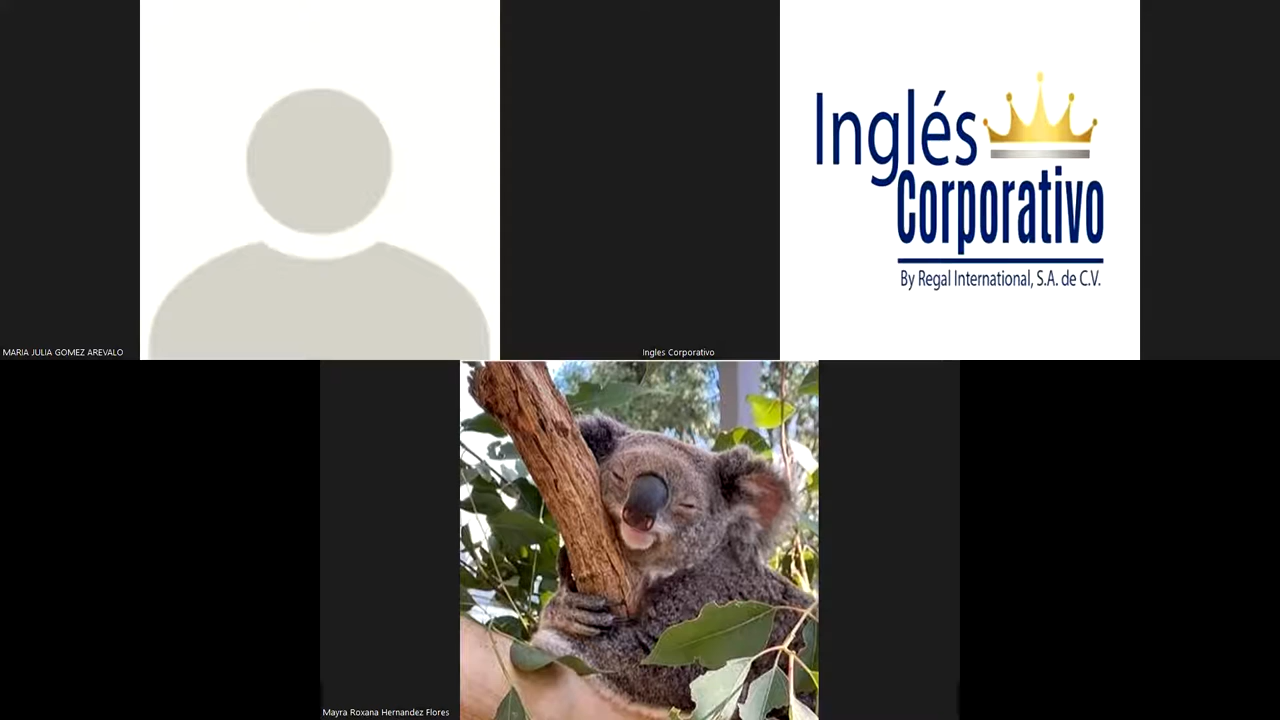 Inglés
Corporativo
By Regal International, S.A. de C.V.
MARIA JULIA GOMEZ AREVALO
Ingles Corporativo
Mayra Roxana Hernandez Flores